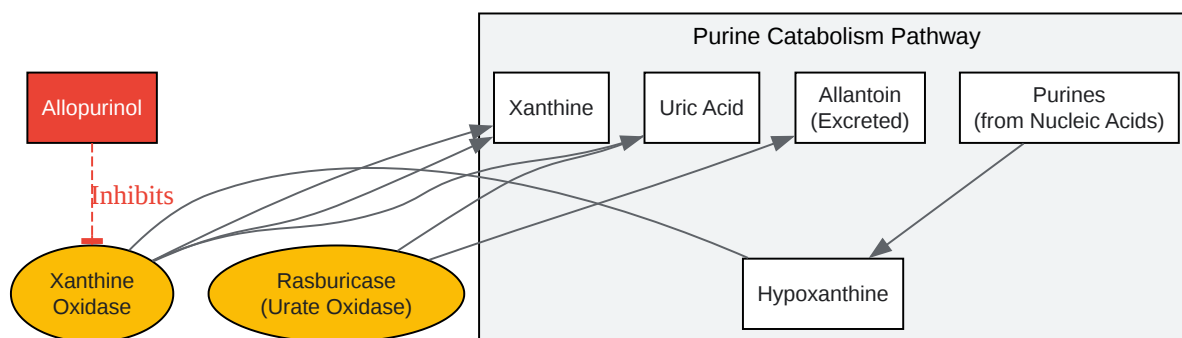 Purine Catabolism Pathway
Allopurinol
Xanthine
Uric Acid
Allantoin
(Excreted)
Purines
(from Nucleic Acids)
Inhibits
Xanthine
Oxidase
Rasburicase
(Urate Oxidase)
Hypoxanthine